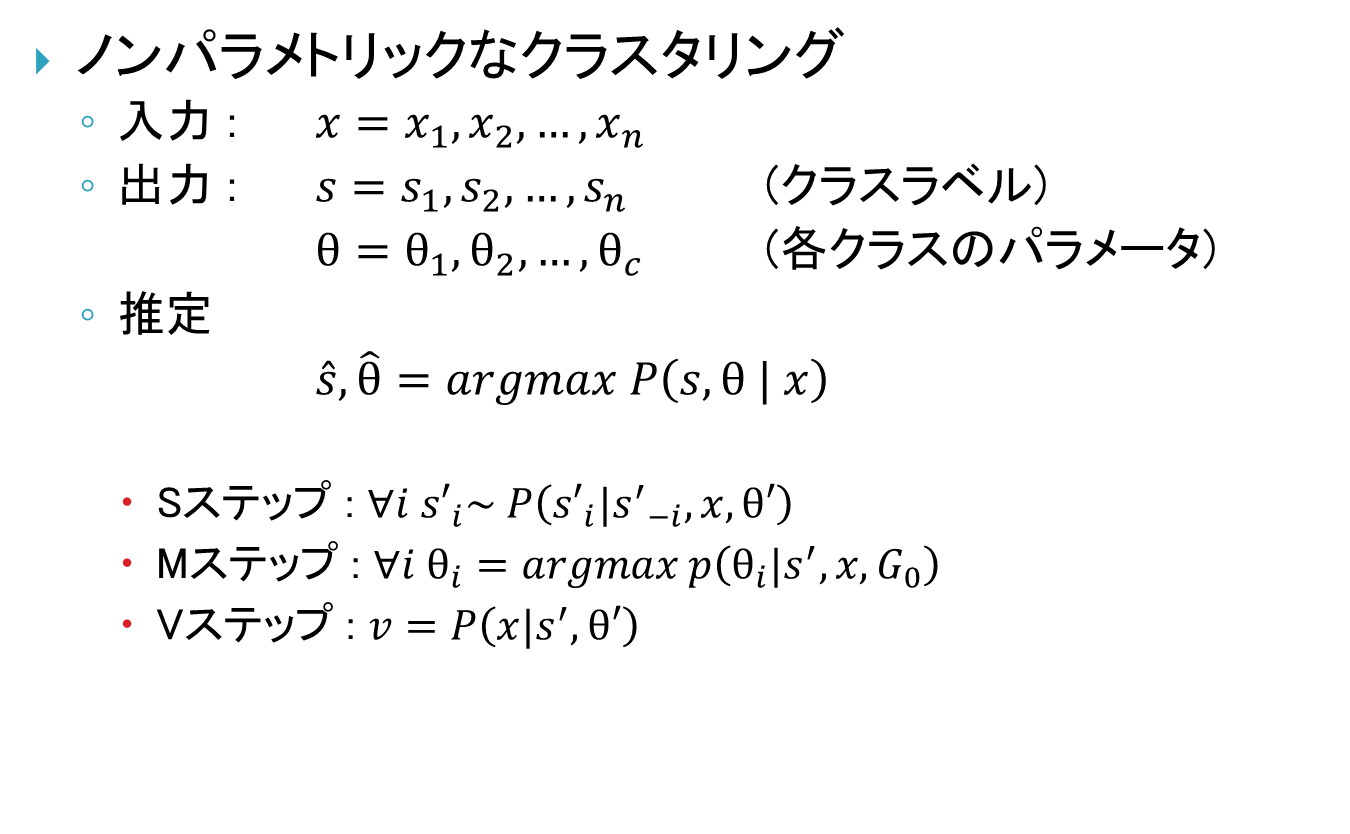 ノンパラメトリックなクラスタリング
入力： x = x₁, x₂, … , xₙ
出力： s = s₁, s₂, … , sₙ （クラスラベル）
θ = θ₁, θ₂, … , θ_c （各クラスのパラメータ）
推定
ŝ, θ̂ = argmax P(s, θ | x)
Sステップ : ∀i s′ᵢ~ P(s′ᵢ|s′₋ᵢ, x, θ′)
Mステップ : ∀i θᵢ = argmax p(θᵢ|s′, x, G₀)
Vステップ : v = P(x|s′, θ′)